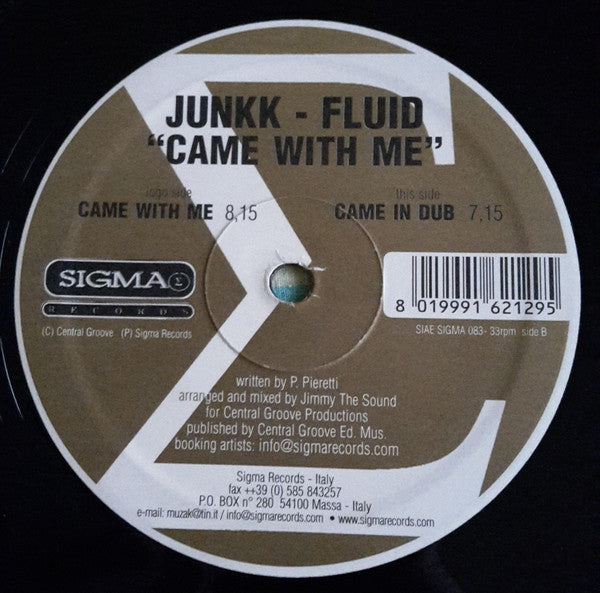 JUNKK - FLUID
"CAME WITH ME"
logo side
CAME WITH ME 8,15
this side
CAME IN DUB 7,15
SIGMA Σ
RECORDS
(C) Central Groove (P) Sigma Records
8 019991 621295
SIAE SIGMA 083- 33rpm side B
written by P. Pieretti
arranged and mixed by Jimmy The Sound
for Central Groove Productions
published by Central Groove Ed. Mus.
booking artists: info@sigmarecords.com
Sigma Records - Italy
fax ++39 (0) 585 843257
P.O. BOX n° 280 54100 Massa - Italy
e-mail: muzak@tin.it / info@sigmarecords.com • www.sigmarecords.com